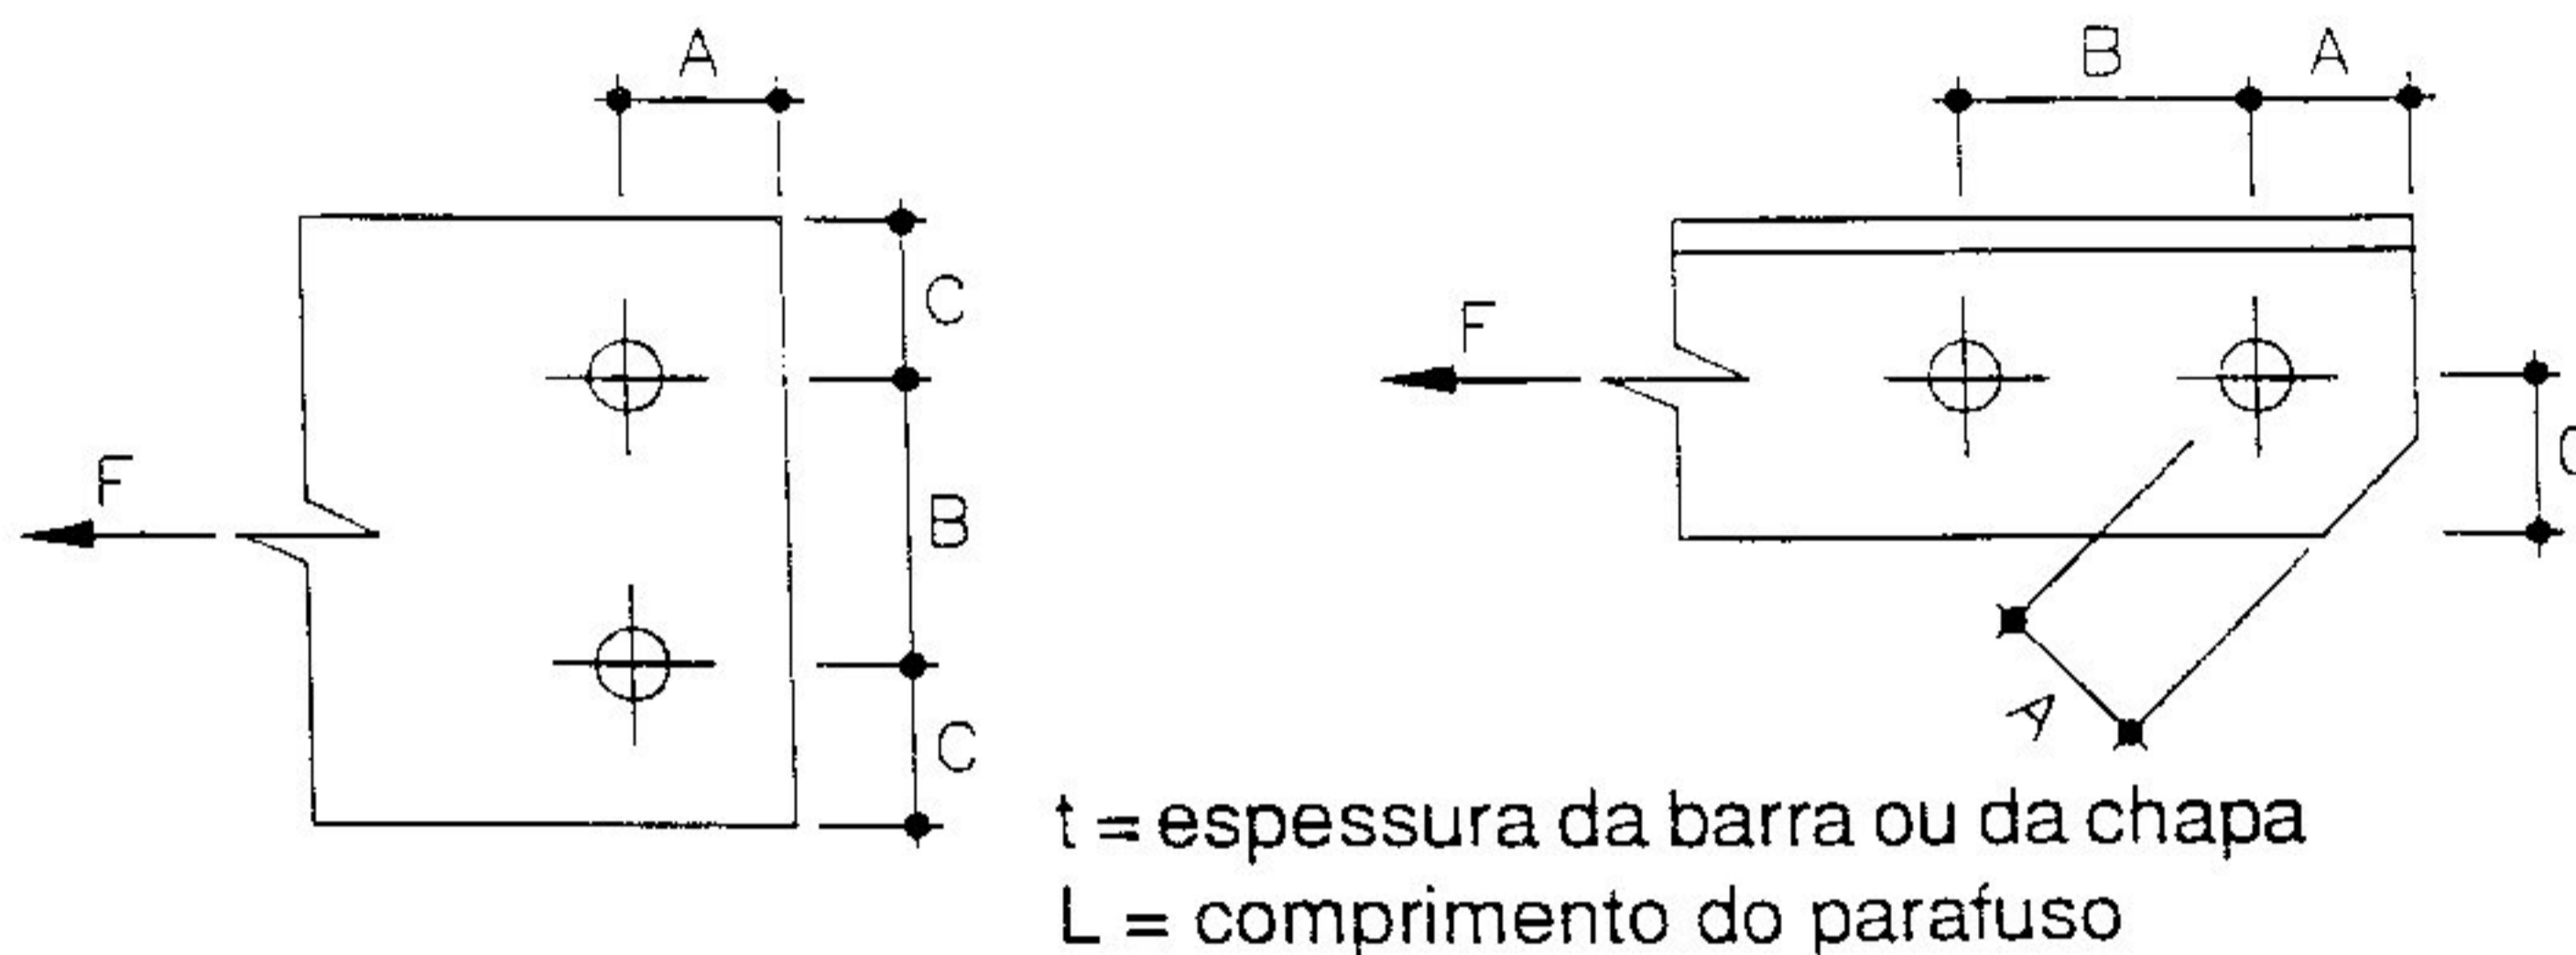 A
C
F
B
C
B A
F
C
A
t = espessura da barra ou da chapa
L = comprimento do parafuso